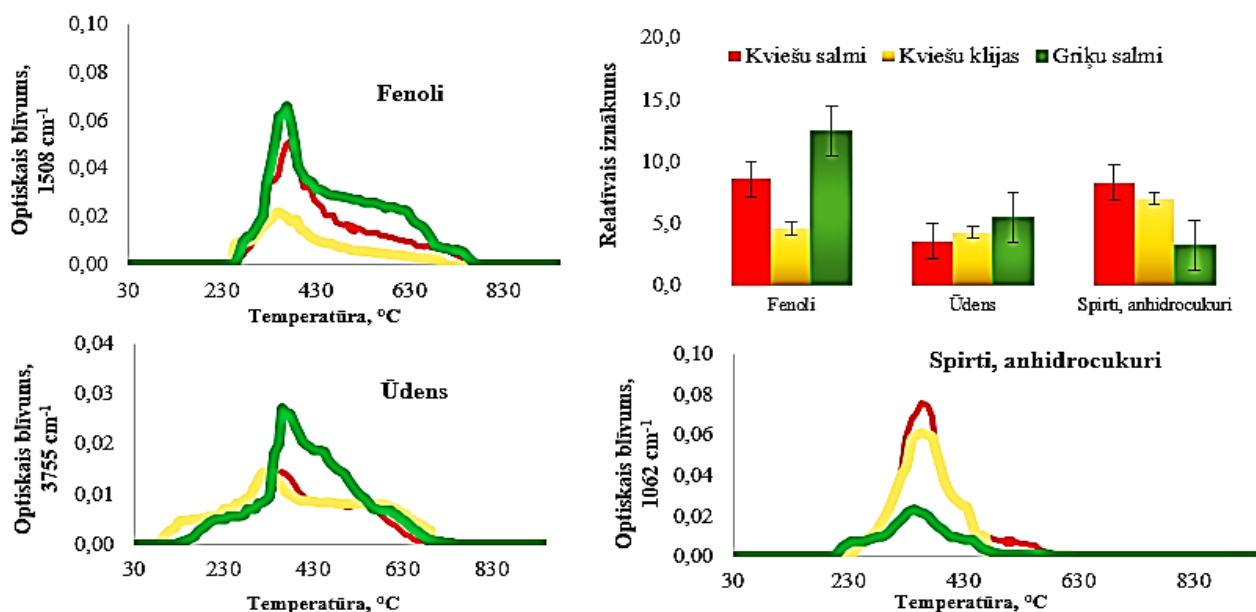 0,10
0,08
0,06
0,04
0,02
0,00
Optiskais blīvums,
1508 cm⁻¹
Fenoli
30 230 430 630 830
Temperatūra, °C
20,0
15,0
10,0
5,0
0,0
Relatīvais iznākums
Kviešu salmi Kviešu klijas Griķu salmi
Fenoli Ūdens Spirti, anhidrocukuri
0,04
0,03
0,02
0,01
0,00
Optiskais blīvums,
3755 cm⁻¹
Ūdens
30 230 430 630 830
Temperatūra, °C
0,10
0,08
0,06
0,04
0,02
0,00
Optiskais blīvums,
1062 cm⁻¹
Spirti, anhidrocukuri
30 230 430 630 830
Temperatūra, °C